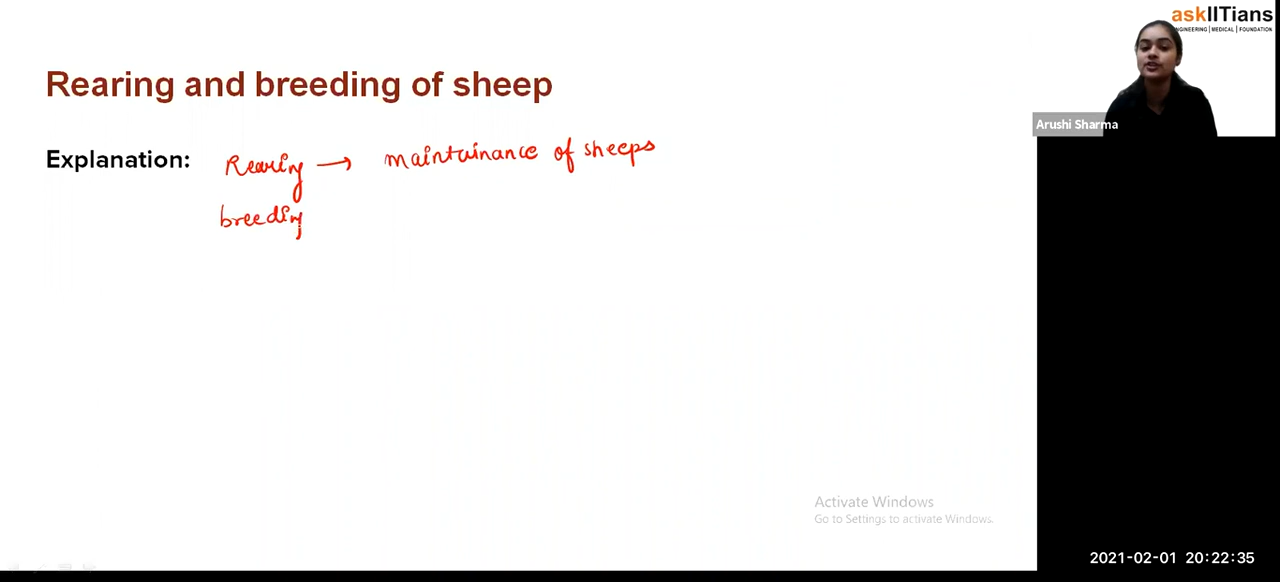 askIITians
ENGINEERING | MEDICAL | FOUNDATION
Rearing and breeding of sheep
Arushi Sharma
Explanation: Rearing → maintainance of sheeps
breeding
Activate Windows
Go to Settings to activate Windows.
2021-02-01 20:22:35